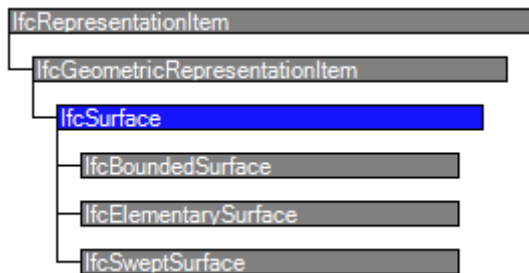 IfcRepresentationItem
IfcGeometricRepresentationItem
IfcSurface
IfcBoundedSurface
IfcElementarySurface
IfcSweptSurface